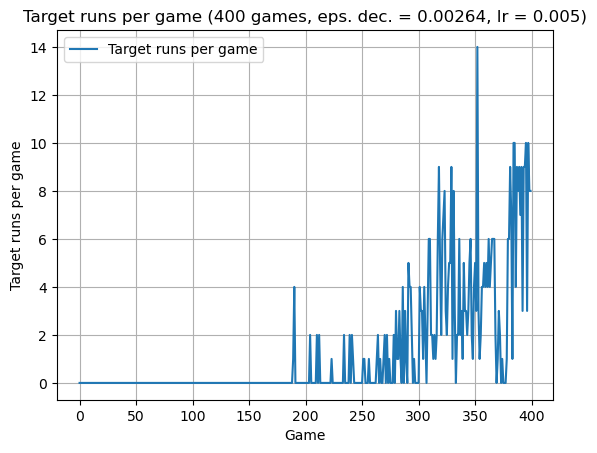 Target runs per game (400 games, eps. dec. = 0.00264, lr = 0.005)
Target runs per game
Target runs per game
14
12
10
8
6
4
2
0
0 50 100 150 200 250 300 350 400
Game